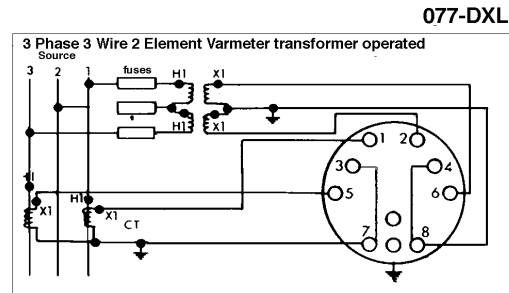 077-DXL
3 Phase 3 Wire 2 Element Varmeter transformer operated
Source
3 2 1 fuses H1 X1
H1 X1
1 2
3 4
H1
5 6
X1 H1 X1 CT
7 8